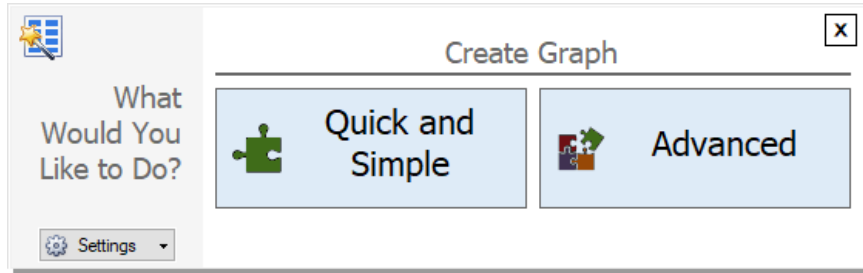 What
Would You
Like to Do?
Settings
Create Graph
x
Quick and
Simple
Advanced